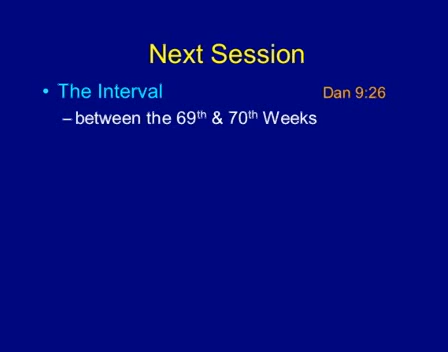 Next Session
• The Interval Dan 9:26
– between the 69th & 70th Weeks